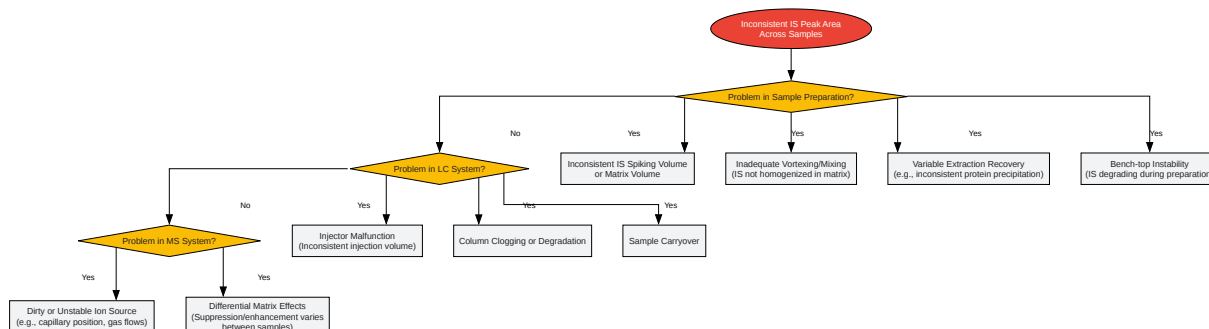 Inconsistent IS Peak Area
Across Samples
Problem in Sample Preparation?
No
Yes
Yes
Yes
Yes
Problem in LC System?
Inconsistent IS Spiking Volume
or Matrix Volume
Inadequate Vortexing/Mixing
(IS is not homogenized in matrix)
Variable Extraction Recovery
(e.g., inconsistent protein precipitation)
Bench-top Instability
(IS degrading during preparation
No
Yes
Yes
Yes
Problem in MS System?
Injector Malfunction
(Inconsistent injection volume)
Column Clogging or Degradation
Sample Carryover
Yes
Yes
Dirty or Unstable Ion Source
(e.g., capillary position, gas flows)
Differential Matrix Effects
(Suppression/enhancement varies
between samples)